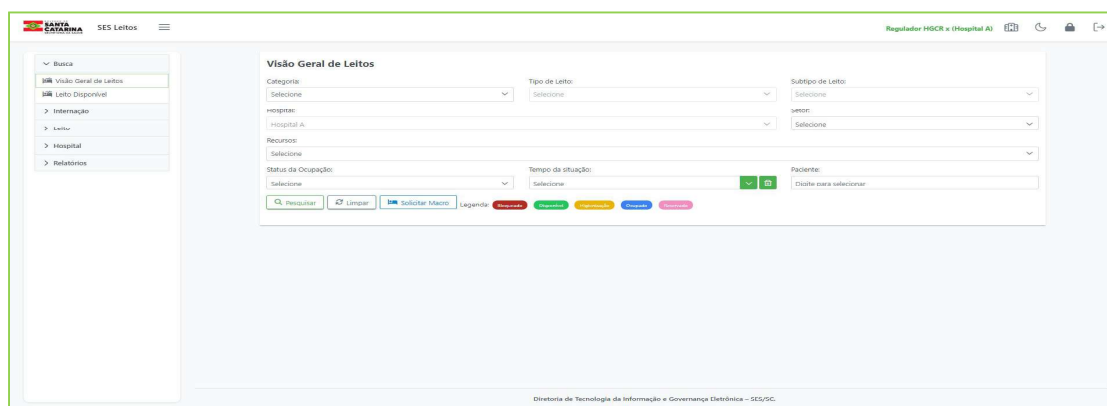 SANTA
CATARINA
SES Leitos
Regulador HGCR x (Hospital A)
Busca
Visão Geral de Leitos
Leito Disponível
Internação
Hospital
Relatórios
Visão Geral de Leitos
Categoria: Tipo de Leito: Subtipo de Leito:
Selecione Selecione Selecione
Hospital: Setor:
Hospital A Selecione
Recursos:
Selecione
Status da Ocupação: Tempo da situação: Paciente:
Selecione Selecione Digite para selecionar
Pesquisar Limpar Solicitar Macro Legenda: Bloqueado Disponível Higienização Ocupado Reservado
Diretoria de Tecnologia da Informação e Governança Eletrônica – SES/SC.